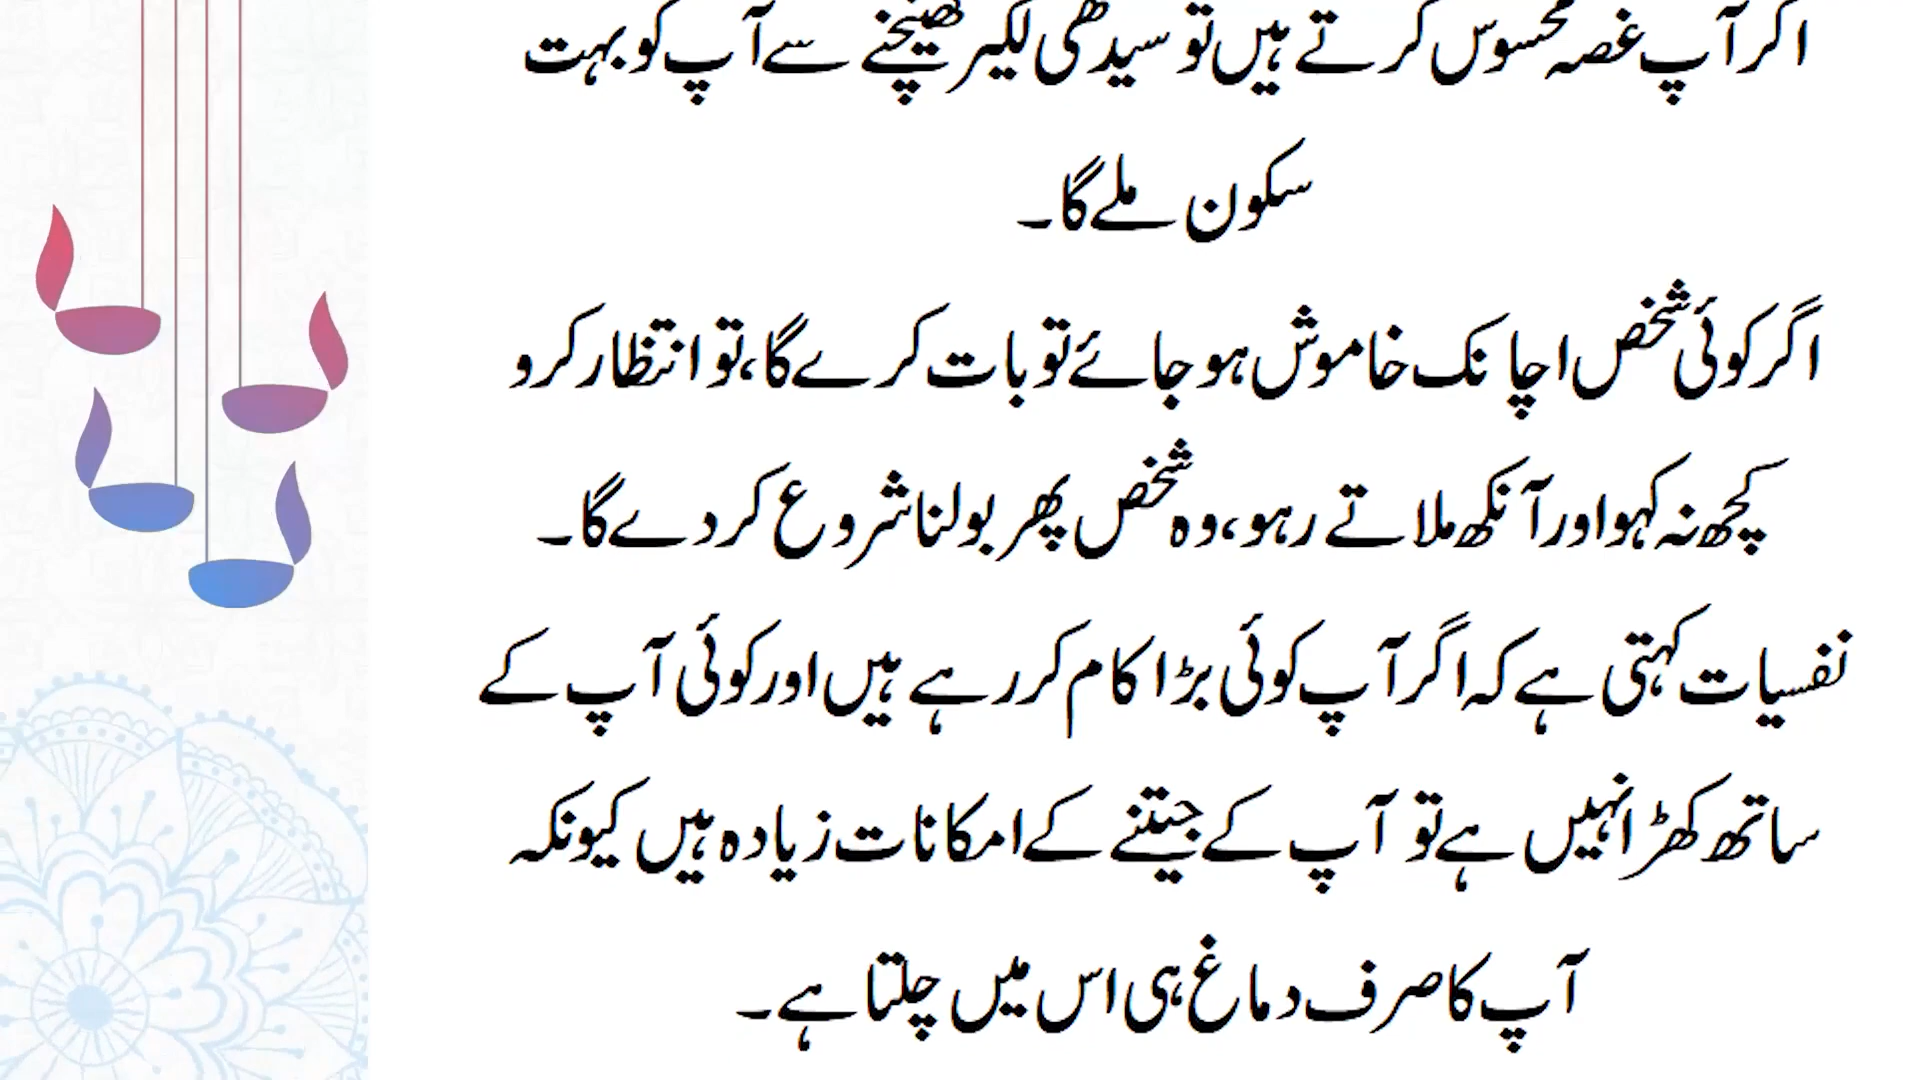 اگر آپ غصہ محسوس کرتے ہیں تو سیدھی لکیر کھینچنے سے آپ کو بہت
سکون ملے گا۔
اگر کوئی شخص اچانک خاموش ہو جائے تو بات کرے گا، تو انتظار کرو
کچھ نہ کہو اور آنکھ ملاتے رہو، وہ شخص پھر بولنا شروع کر دے گا۔
نفسیات کہتی ہے کہ اگر آپ کوئی بڑا کام کر رہے ہیں اور کوئی آپ کے
ساتھ کھڑا نہیں ہے تو آپ کے جیتنے کے امکانات زیادہ ہیں کیونکہ
آپ کا صرف دماغ ہی اس میں چلتا ہے۔